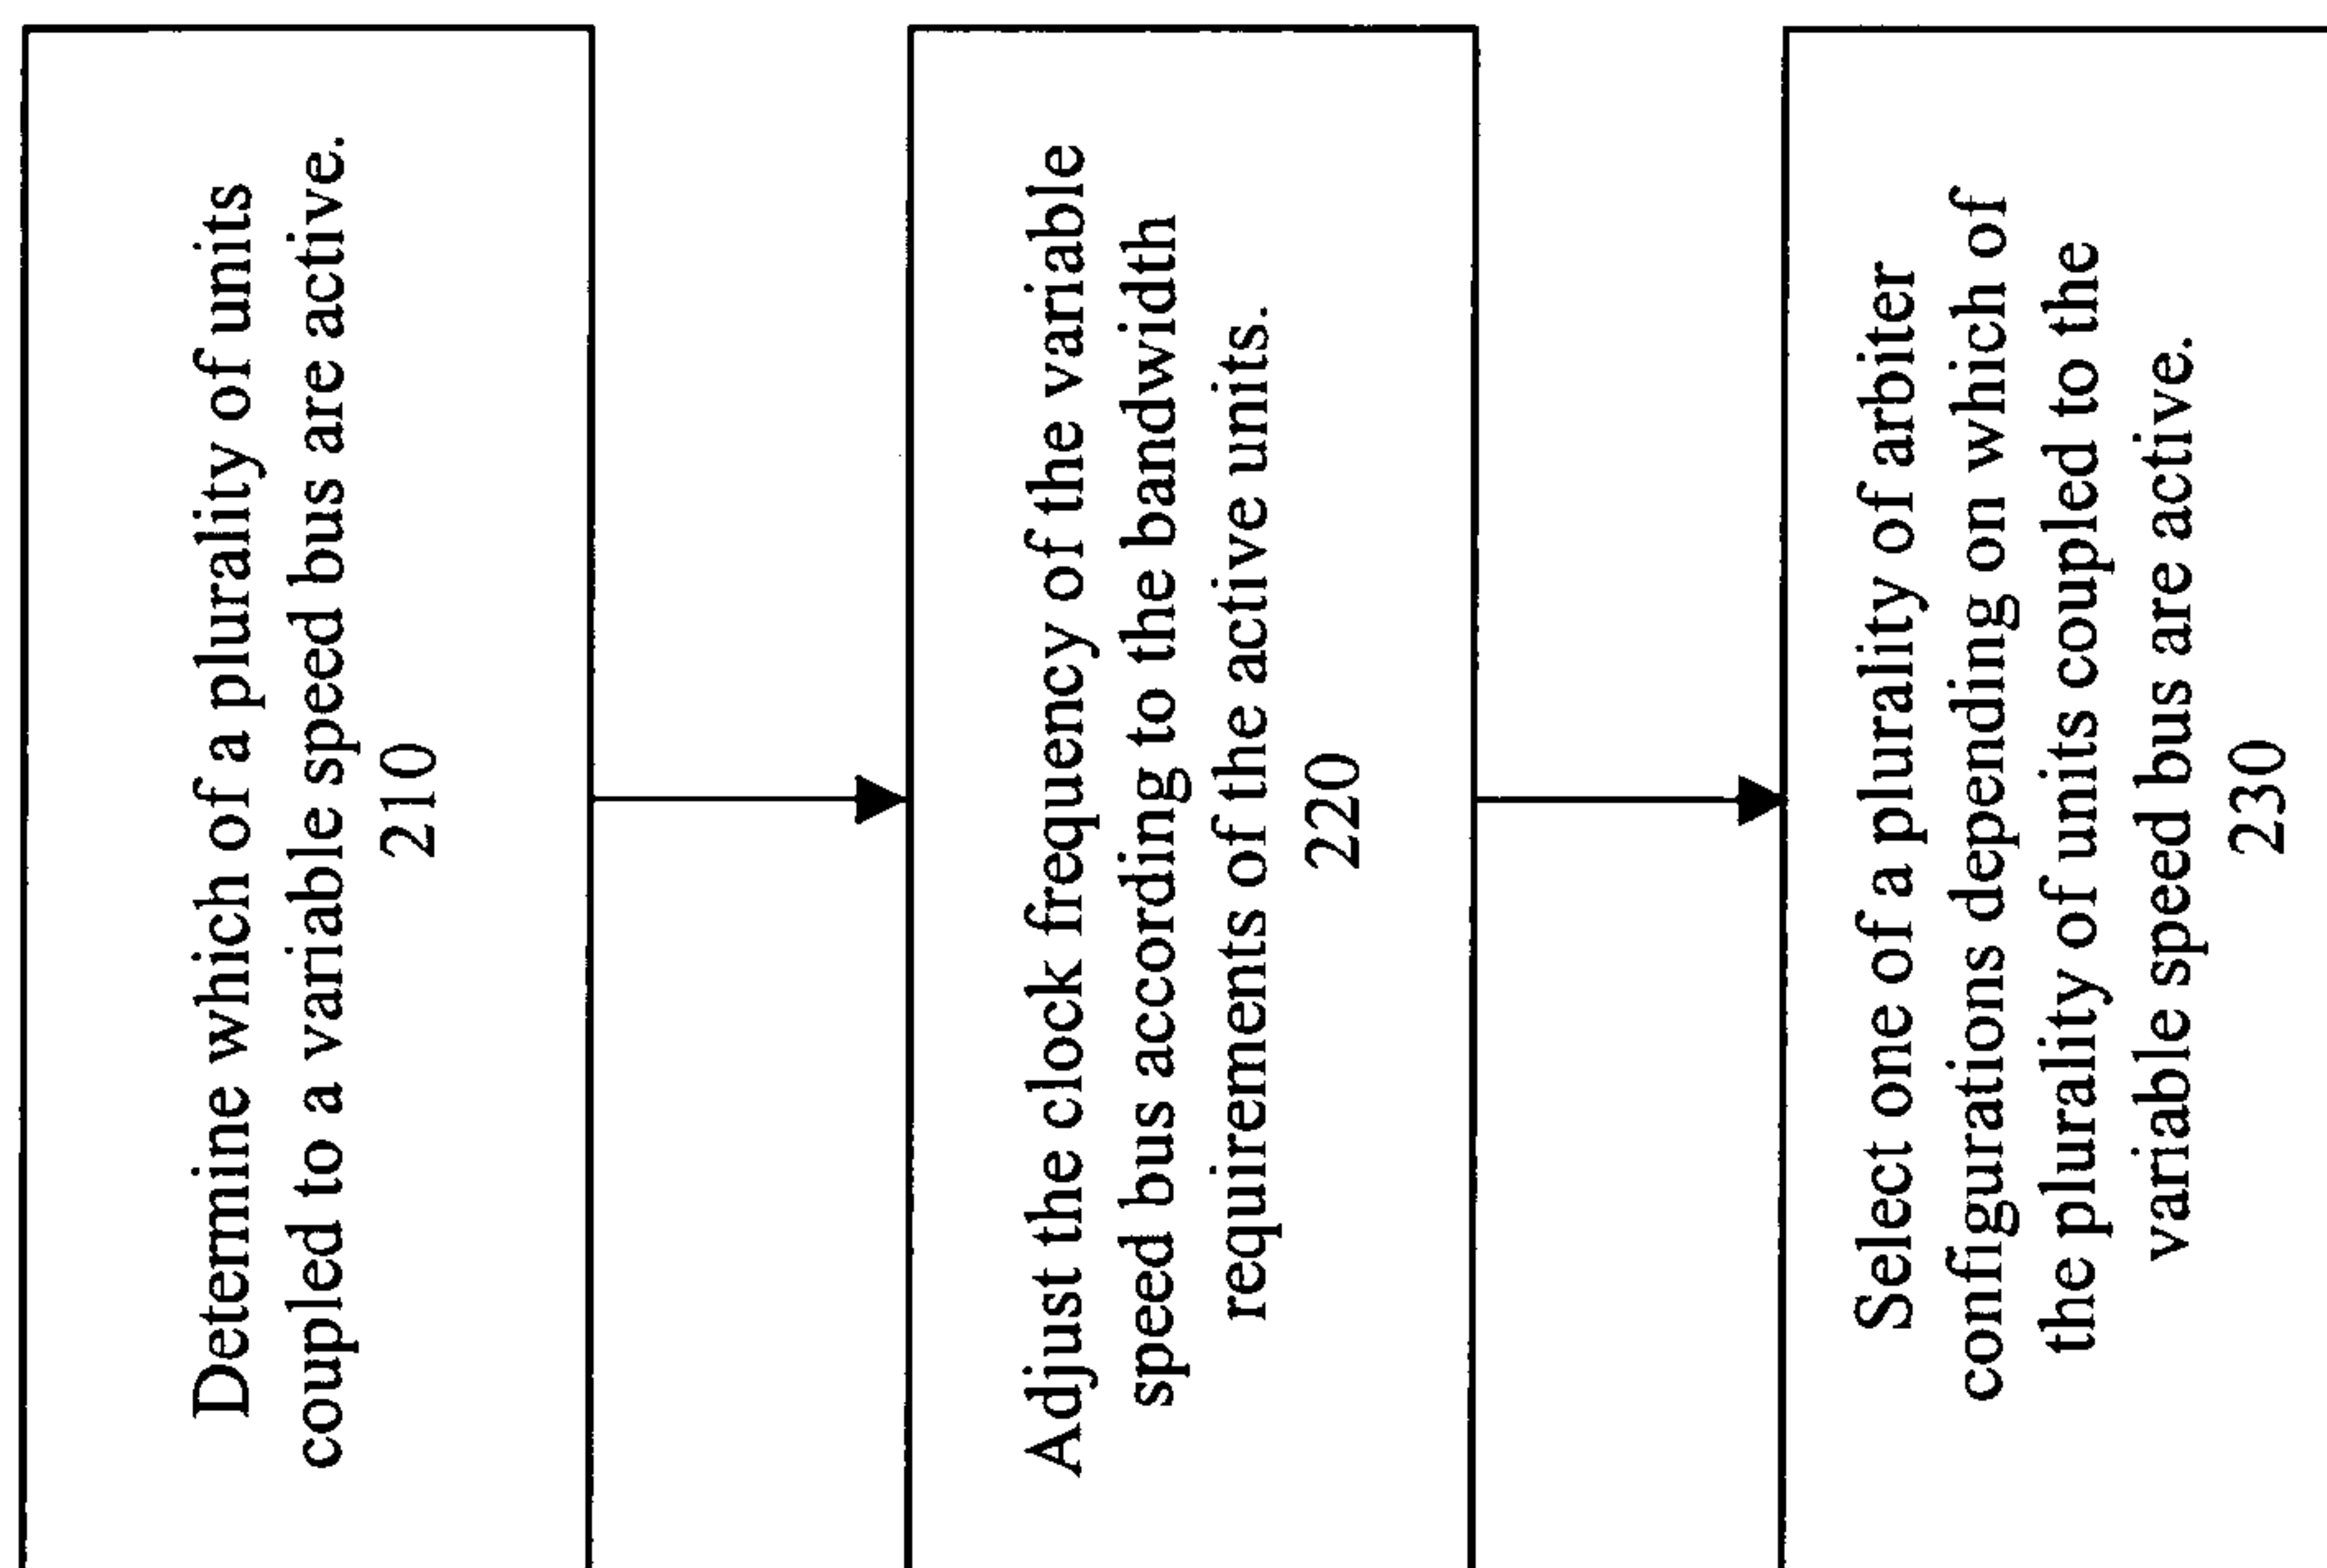 Determine which of a plurality of units
coupled to a variable speed bus are active.
210
Adjust the clock frequency of the variable
speed bus according to the bandwidth
requirements of the active units.
220
Select one of a plurality of arbiter
configurations depending on which of
the plurality of units coupled to the
variable speed bus are active.
230